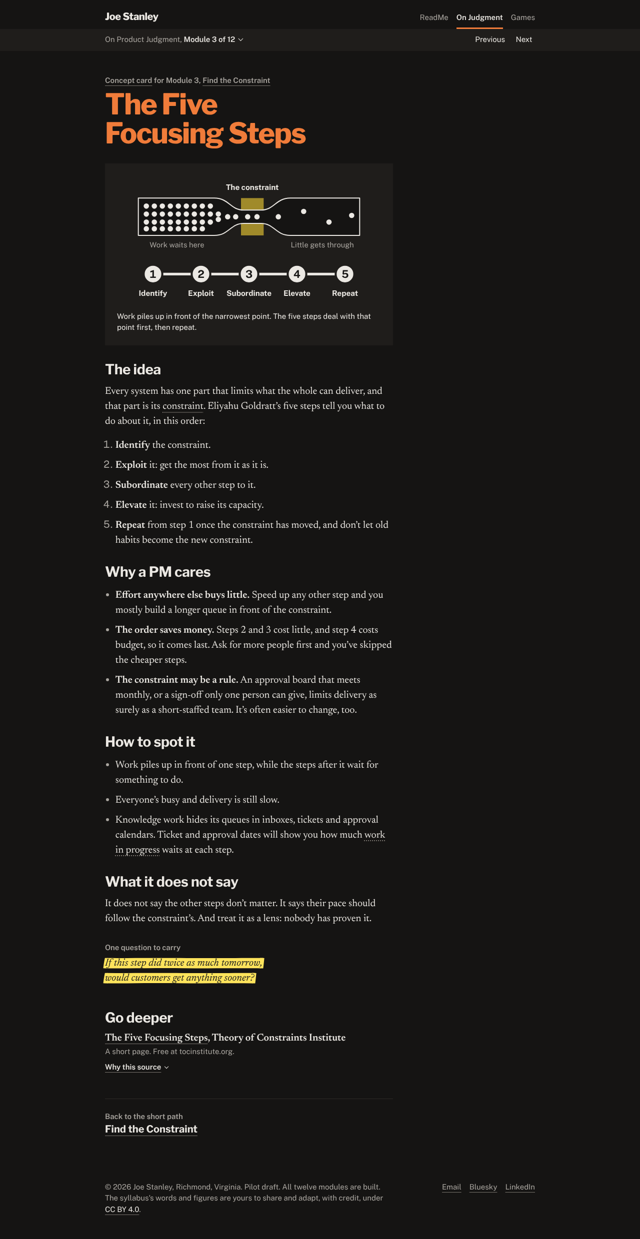 Joe Stanley
ReadMe On Judgment Games
On Product Judgment, Module 3 of 12
Previous Next
Concept card for Module 3, Find the Constraint
The Five
Focusing Steps
The constraint
Work waits here
Little gets through
1 2 3 4 5
Identify Exploit Subordinate Elevate Repeat
Work piles up in front of the narrowest point. The five steps deal with that
point first, then repeat.
The idea
Every system has one part that limits what the whole can deliver, and
that part is its constraint. Eliyahu Goldratt’s five steps tell you what to
do about it, in this order:
1. Identify the constraint.
2. Exploit it: get the most from it as it is.
3. Subordinate every other step to it.
4. Elevate it: invest to raise its capacity.
5. Repeat from step 1 once the constraint has moved, and don’t let old
habits become the new constraint.
Why a PM cares
• Effort anywhere else buys little. Speed up any other step and you
mostly build a longer queue in front of the constraint.
• The order saves money. Steps 2 and 3 cost little, and step 4 costs
budget, so it comes last. Ask for more people first and you’ve skipped
the cheaper steps.
• The constraint may be a rule. An approval board that meets
monthly, or a sign-off only one person can give, limits delivery as
surely as a short-staffed team. It’s often easier to change, too.
How to spot it
• Work piles up in front of one step, while the steps after it wait for
something to do.
• Everyone’s busy and delivery is still slow.
• Knowledge work hides its queues in inboxes, tickets and approval
calendars. Ticket and approval dates will show you how much work
in progress waits at each step.
What it does not say
It does not say the other steps don’t matter. It says their pace should
follow the constraint’s. And treat it as a lens: nobody has proven it.
One question to carry
If this step did twice as much tomorrow,
would customers get anything sooner?
Go deeper
The Five Focusing Steps, Theory of Constraints Institute
A short page. Free at tocinstitute.org.
Why this source
Back to the short path
Find the Constraint
© 2026 Joe Stanley, Richmond, Virginia. Pilot draft. All twelve modules are built.
The syllabus’s words and figures are yours to share and adapt, with credit, under
CC BY 4.0.
Email Bluesky LinkedIn